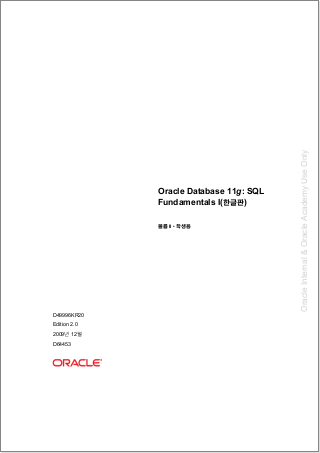 Oracle Database 11g: SQL
Fundamentals I(한글판)
볼륨 II • 학생용
D49996KR20
Edition 2.0
2009년 12월
D64453
ORACLE
Oracle Internal & Oracle Academy Use Only